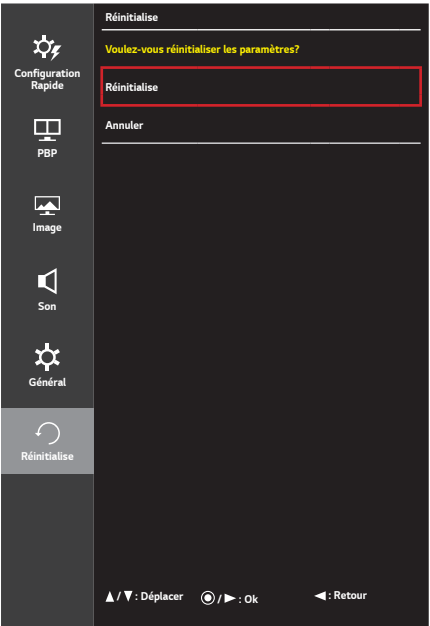 Configuration
Rapide
PBP
Image
Son
Général
Réinitialise
Réinitialise
Voulez-vous réinitialiser les paramètres?
Réinitialise
Annuler
▲/▼: Déplacer
◉/►: Ok
◄: Retour